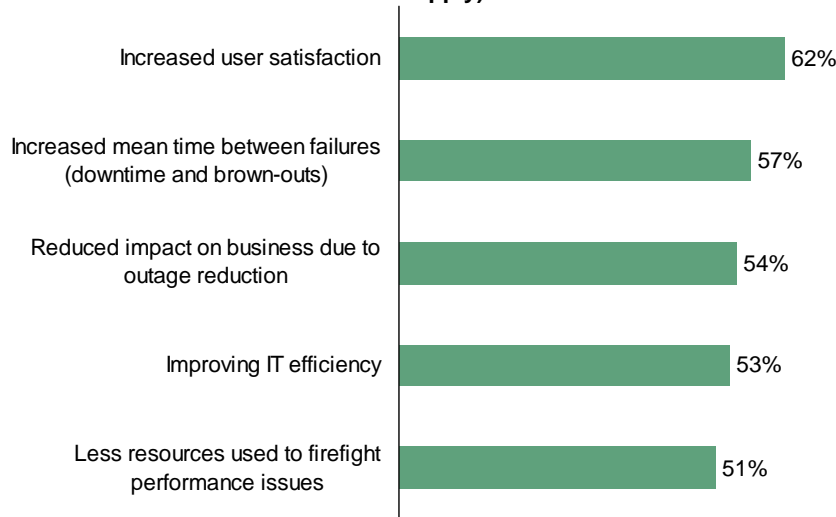 Increased user satisfaction
62%
Increased mean time between failures
(downtime and brown-outs)
57%
Reduced impact on business due to
outage reduction
54%
Improving IT efficiency
53%
Less resources used to firefight
performance issues
51%